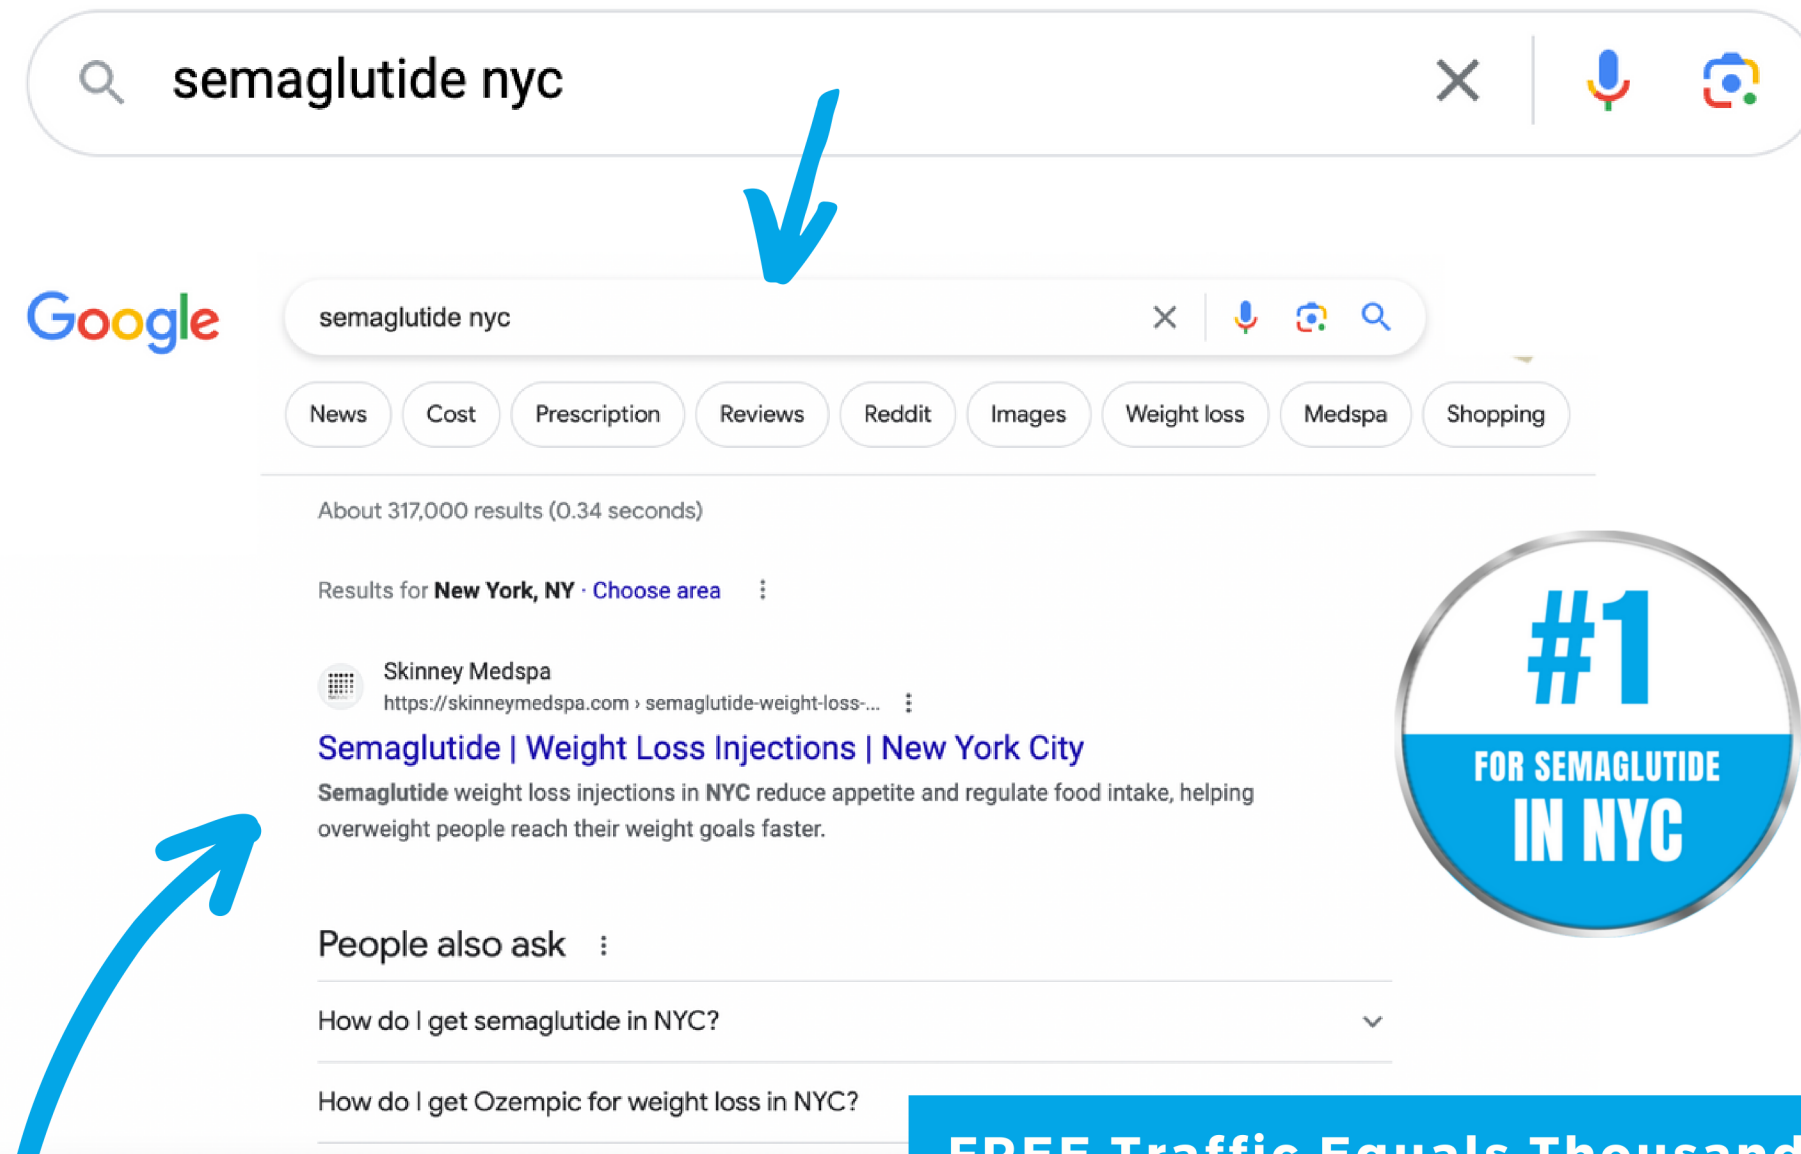 semaglutide nyc
Google
semaglutide nyc
News Cost Prescription Reviews Reddit Images Weight loss Medspa Shopping
About 317,000 results (0.34 seconds)
Results for New York, NY · Choose area
Skinney Medspa
https://skinneymedspa.com › semaglutide-weight-loss-...
Semaglutide | Weight Loss Injections | New York City
Semaglutide weight loss injections in NYC reduce appetite and regulate food intake, helping
overweight people reach their weight goals faster.
#1
FOR SEMAGLUTIDE
IN NYC
People also ask
How do I get semaglutide in NYC?
How do I get Ozempic for weight loss in NYC?
FREE Traffic Equals Thousand